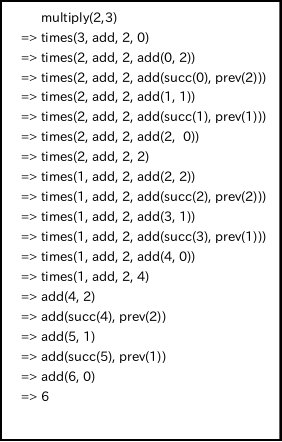 multiply(2,3)
=> times(3, add, 2, 0)
=> times(2, add, 2, add(0, 2))
=> times(2, add, 2, add(succ(0), prev(2)))
=> times(2, add, 2, add(1, 1))
=> times(2, add, 2, add(succ(1), prev(1)))
=> times(2, add, 2, add(2,  0))
=> times(2, add, 2, 2)
=> times(1, add, 2, add(2, 2))
=> times(1, add, 2, add(succ(2), prev(2)))
=> times(1, add, 2, add(3, 1))
=> times(1, add, 2, add(succ(3), prev(1)))
=> times(1, add, 2, add(4, 0))
=> times(1, add, 2, 4)
=> add(4, 2)
=> add(succ(4), prev(2))
=> add(5, 1)
=> add(succ(5), prev(1))
=> add(6, 0)
=> 6